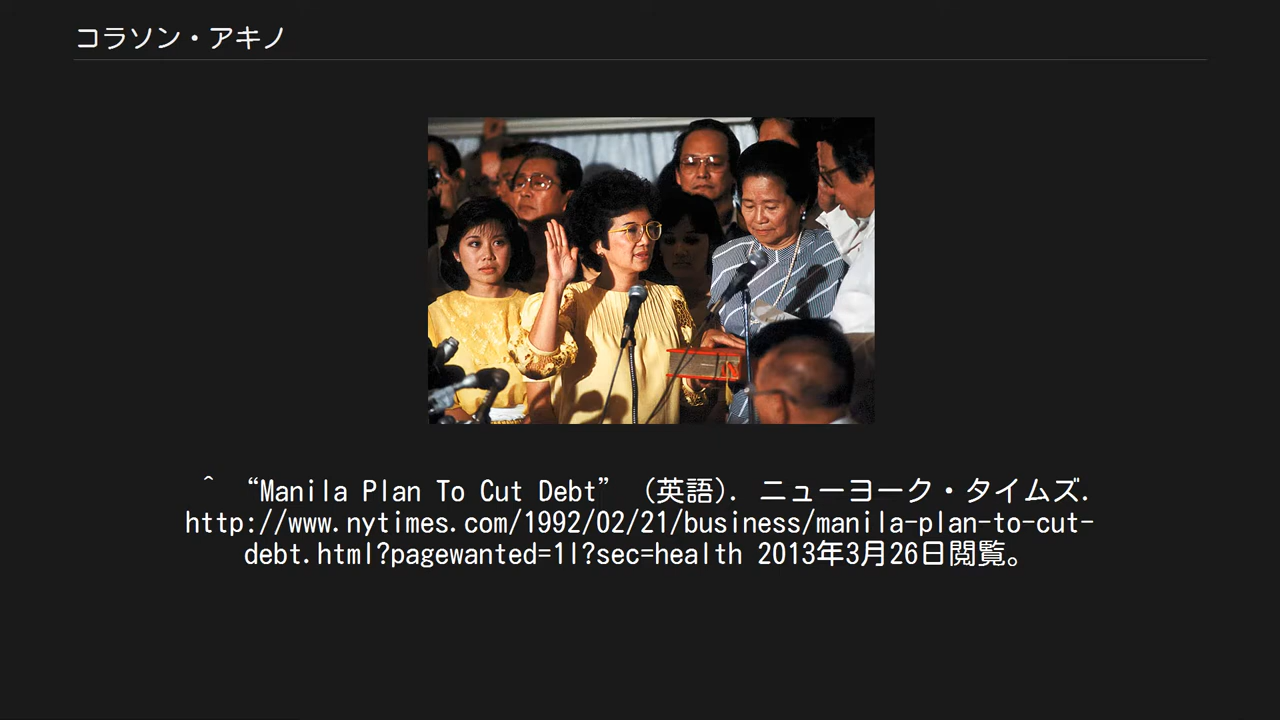 コラソン・アキノ
^ “Manila Plan To Cut Debt” (英語). ニューヨーク・タイムズ.
http://www.nytimes.com/1992/02/21/business/manila-plan-to-cut-
debt.html?pagewanted=1l?sec=health 2013年3月26日閲覧。